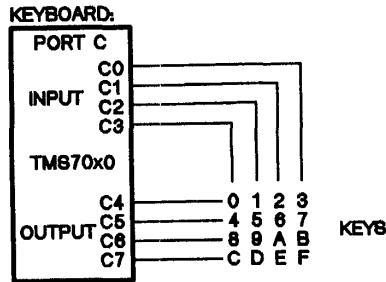 KEYBOARD:
PORT C
C0
C1
INPUT
C2
C3
TMS70x0
C4 0 1 2 3
C5 4 5 6 7
OUTPUT C6 8 9 A B KEYS
C7 C D E F